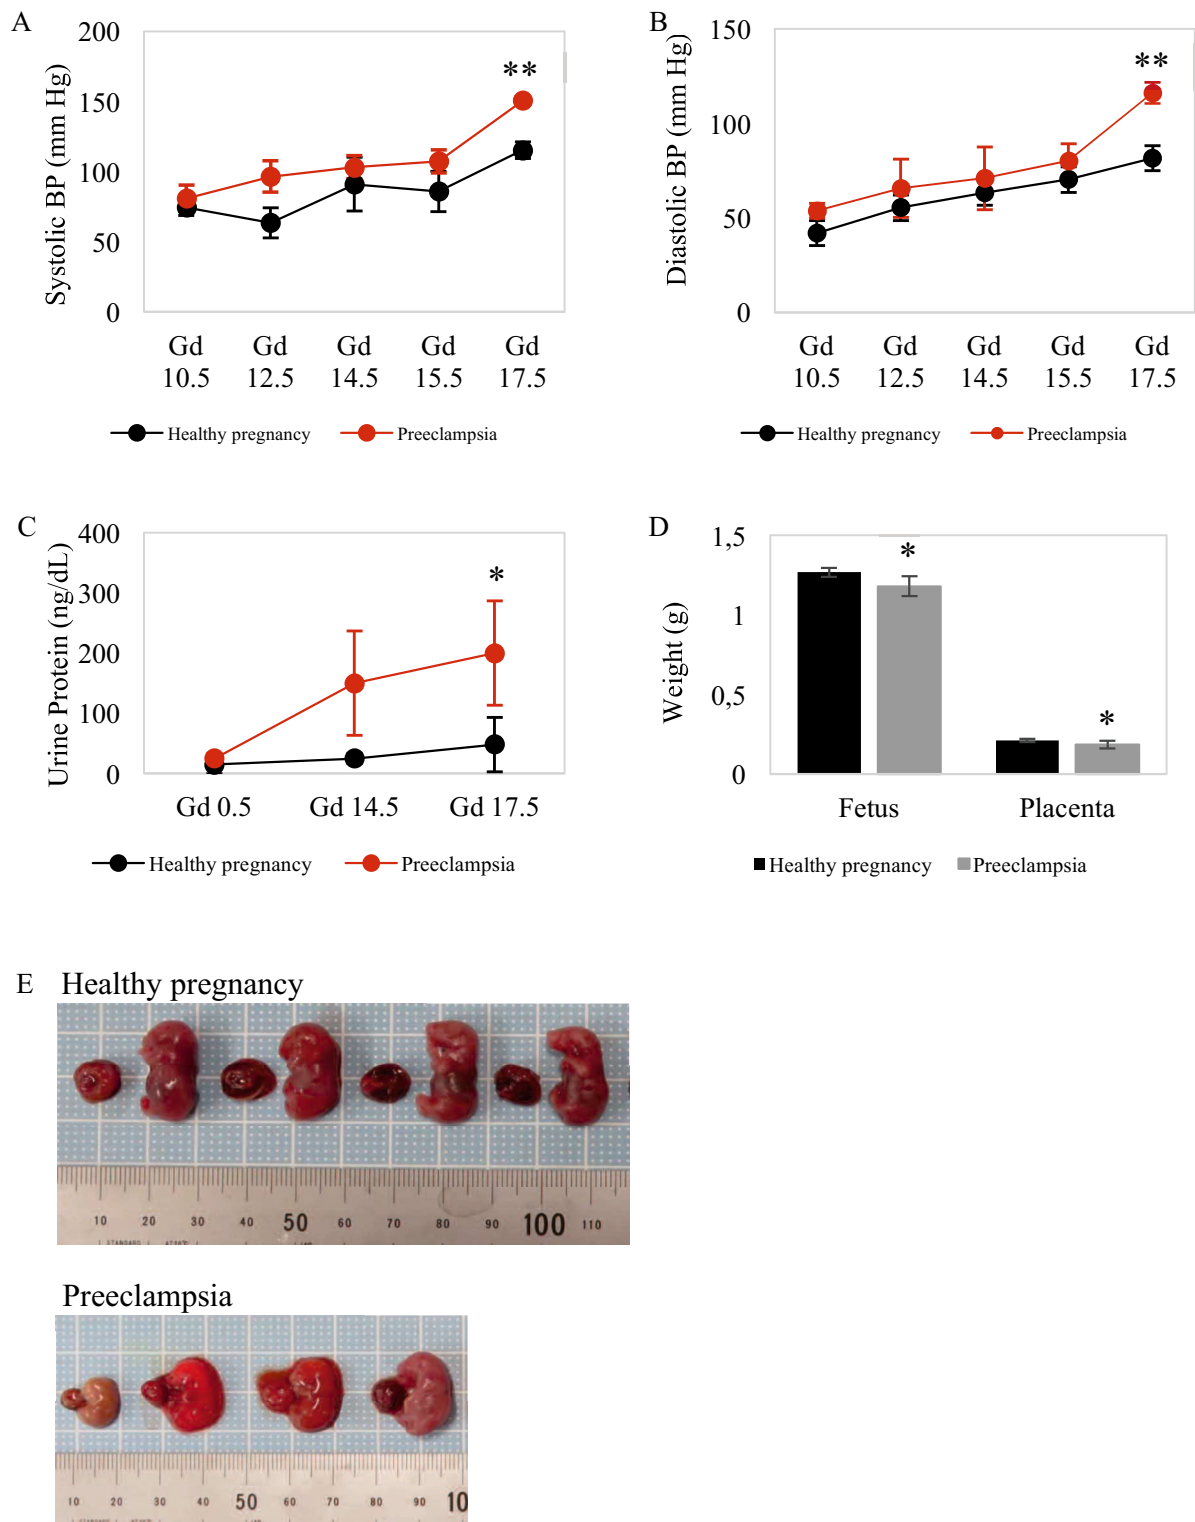 A
Systolic BP (mm Hg)
200
150
100
50
0
**
Gd Gd Gd Gd Gd
10.5 12.5 14.5 15.5 17.5
Healthy pregnancy Preeclampsia
B
Diastolic BP (mm Hg)
150
100
50
0
**
Gd Gd Gd Gd Gd
10.5 12.5 14.5 15.5 17.5
Healthy pregnancy Preeclampsia
C
Urine Protein (ng/dL)
400
300
200
100
0
*
Gd 0.5 Gd 14.5 Gd 17.5
Healthy pregnancy Preeclampsia
D
Weight (g)
1,5
1
0,5
0
*
*
Fetus Placenta
Healthy pregnancy Preeclampsia
E Healthy pregnancy
10 20 30 40 50 60 70 80 90 100 110
Preeclampsia
10 20 30 40 50 60 70 80 90 10